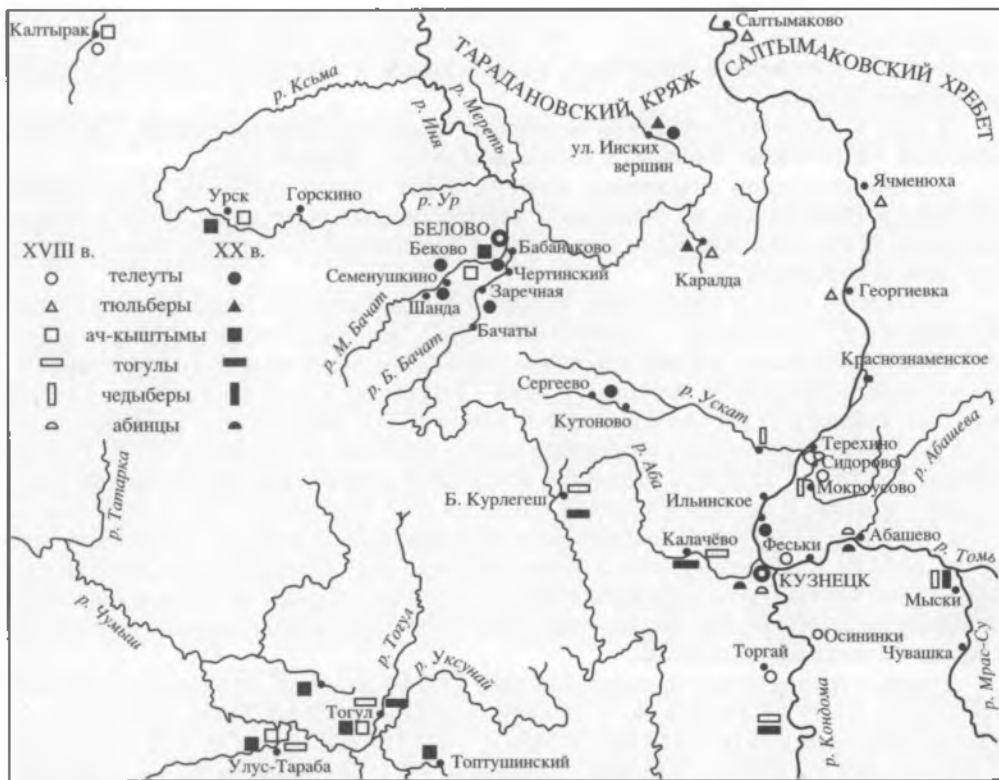 Калтырак
р. Ксьма
р. Иня
р. Мереть
ТАРАДАНОВСКИЙ КРЯЖ
Салтымаково
САЛТЫМАКОВСКИЙ ХРЕБЕТ
ул. Инских
вершин
Ячменюха
Урск
Горскино
р. Ур
БЕЛОВО
Беково
Бабанаково
Семенушкино
Чертинский
Заречная
Шанда
Бачаты
р. М. Бачат
р. Б. Бачат
Каралда
Георгиевка
XVIII в.
XX в.
телеуты
тюльберы
ач-кыштымы
тогулы
чедыберы
абинцы
Краснознаменское
Сергеево
Кутоново
р. Ускат
Терехино
Сидорово
Мокроусово
р. Абашева
р. Татарка
Б. Курлегеш
р. Аба
Ильинское
Калачёво
Феськи
Абашево
р. Томь
КУЗНЕЦК
Мыски
р. Чумыш
р. Тогул
р. Уксунай
Осининки
Торгай
Чувашка
р. Мрас-Су
р. Кондома
Тогул
Улус-Тараба
Топтушинский